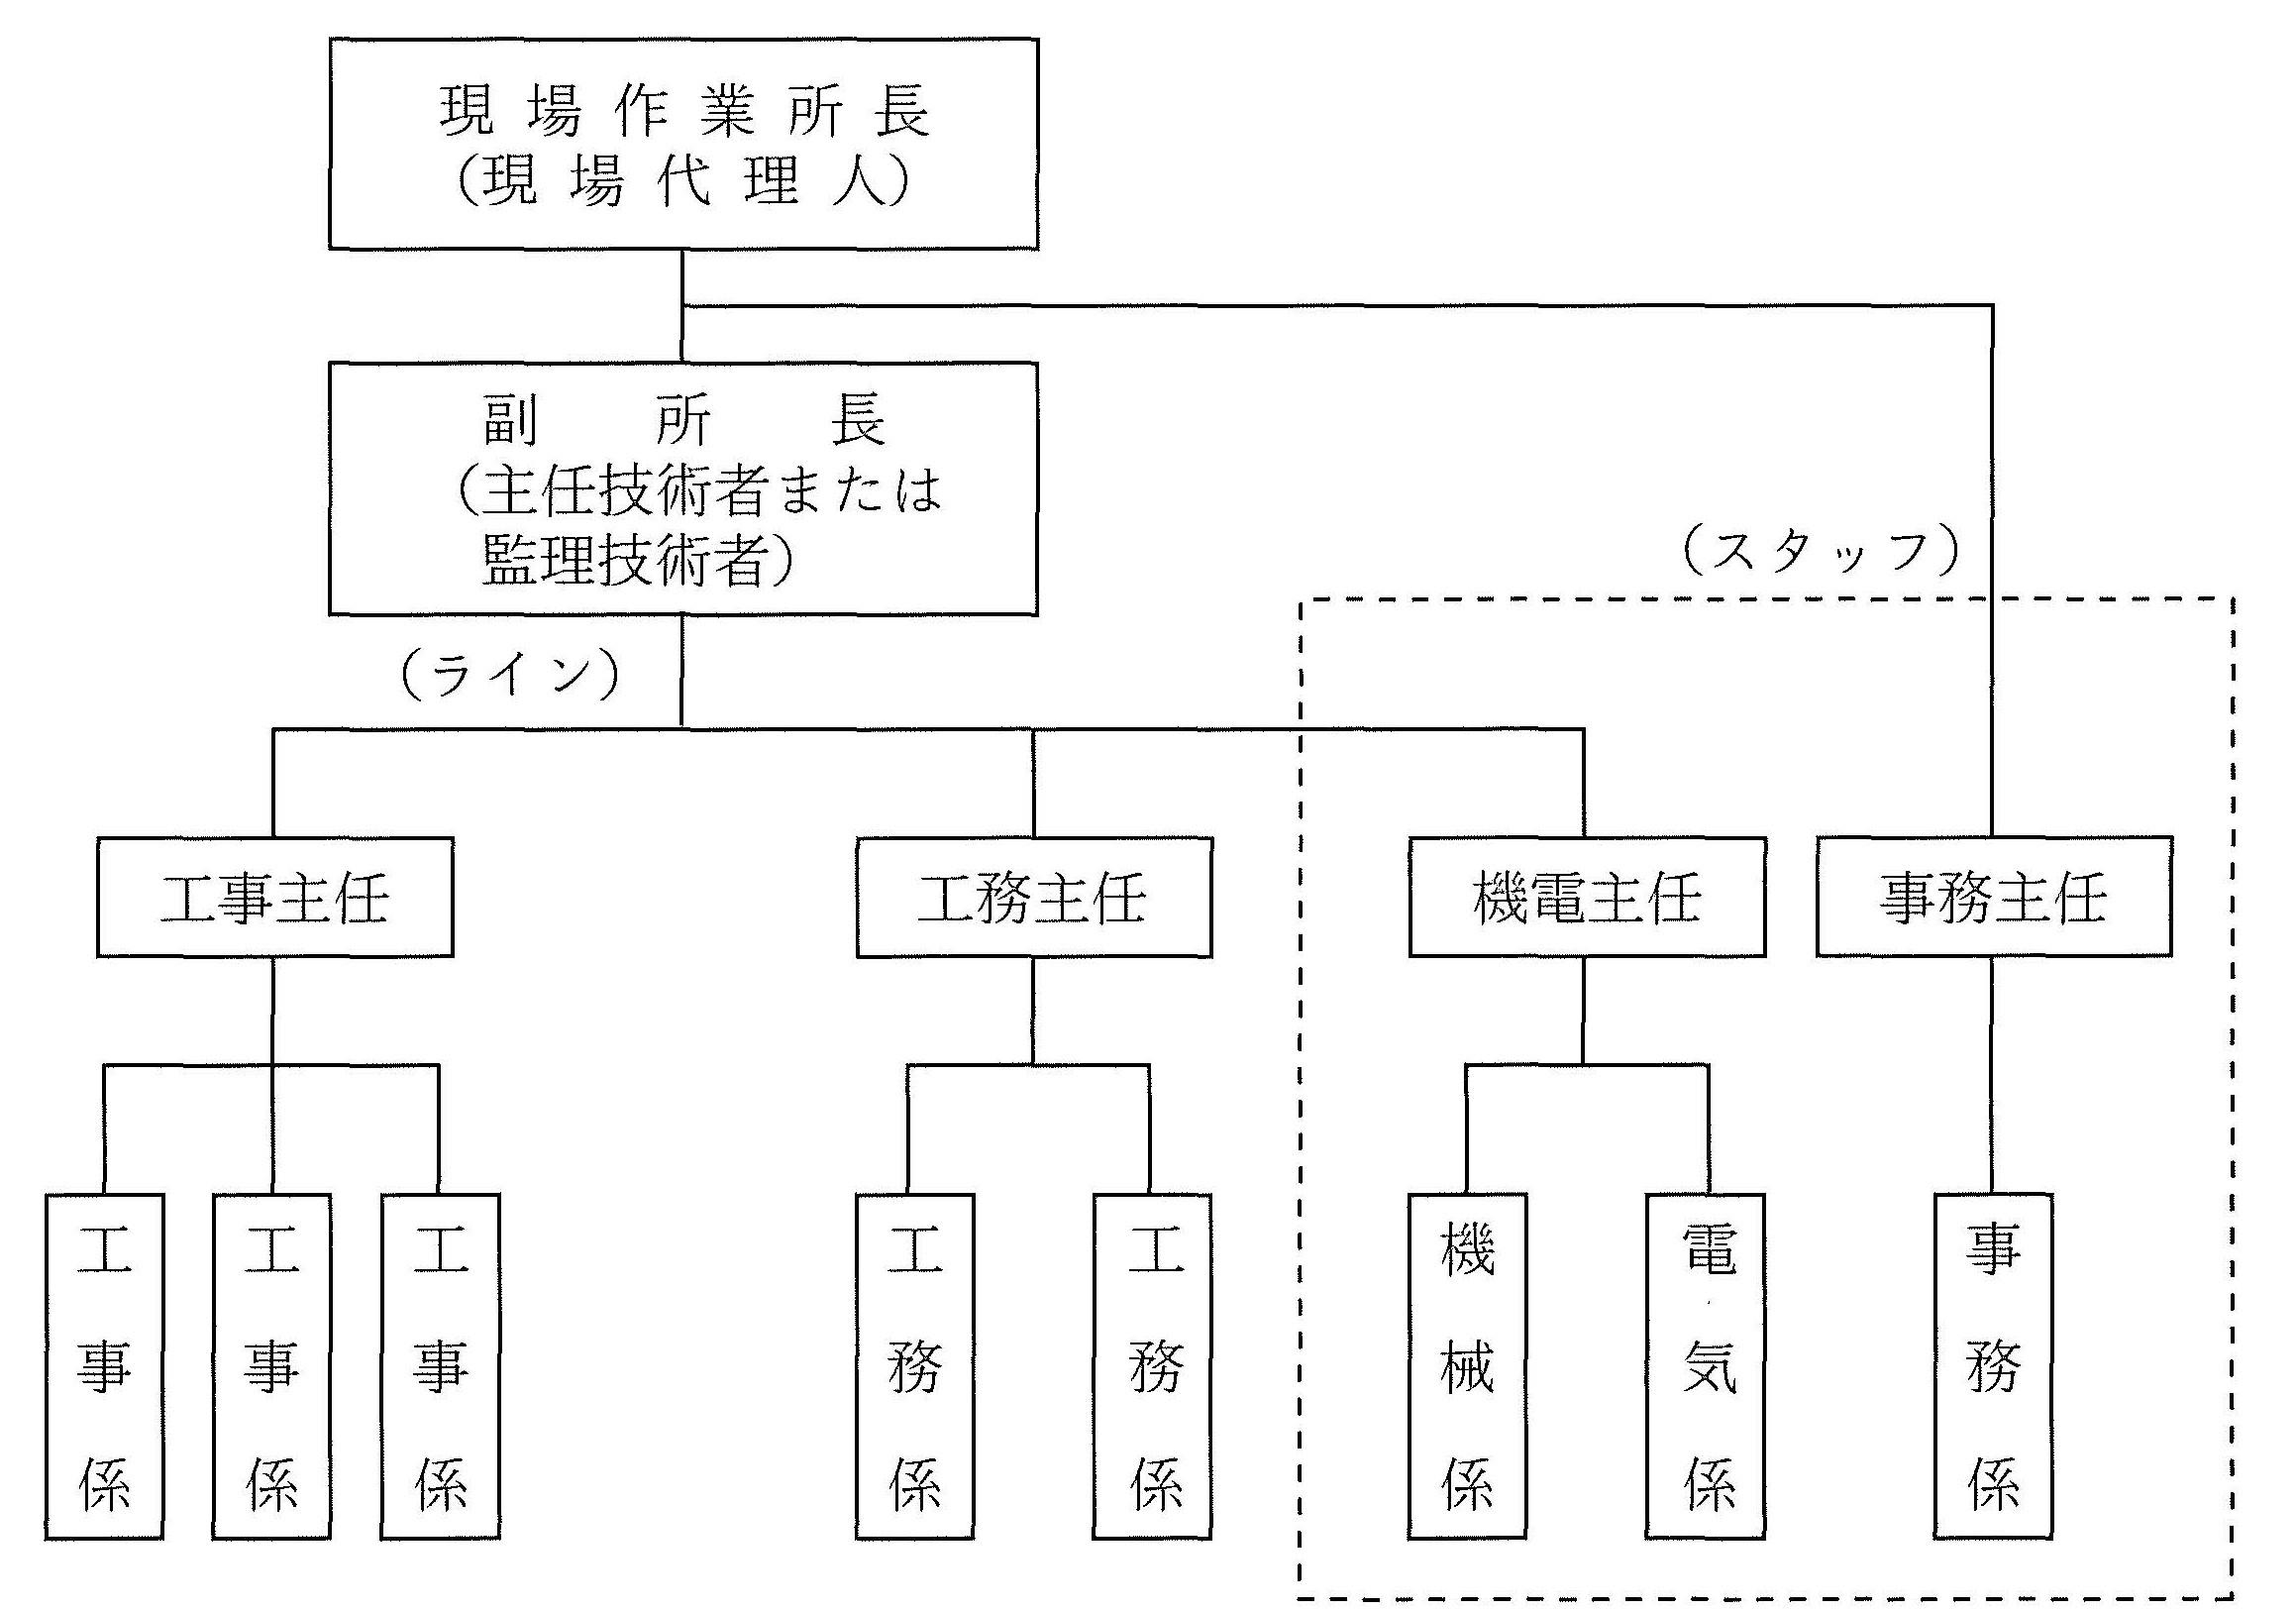 現場作業所長
（現場代理人）
副所長
（主任技術者または
監理技術者）
（スタッフ）
（ライン）
工事主任
工務主任
機電主任
事務主任
工事係
工事係
工事係
工務係
工務係
機械係
電気係
事務係